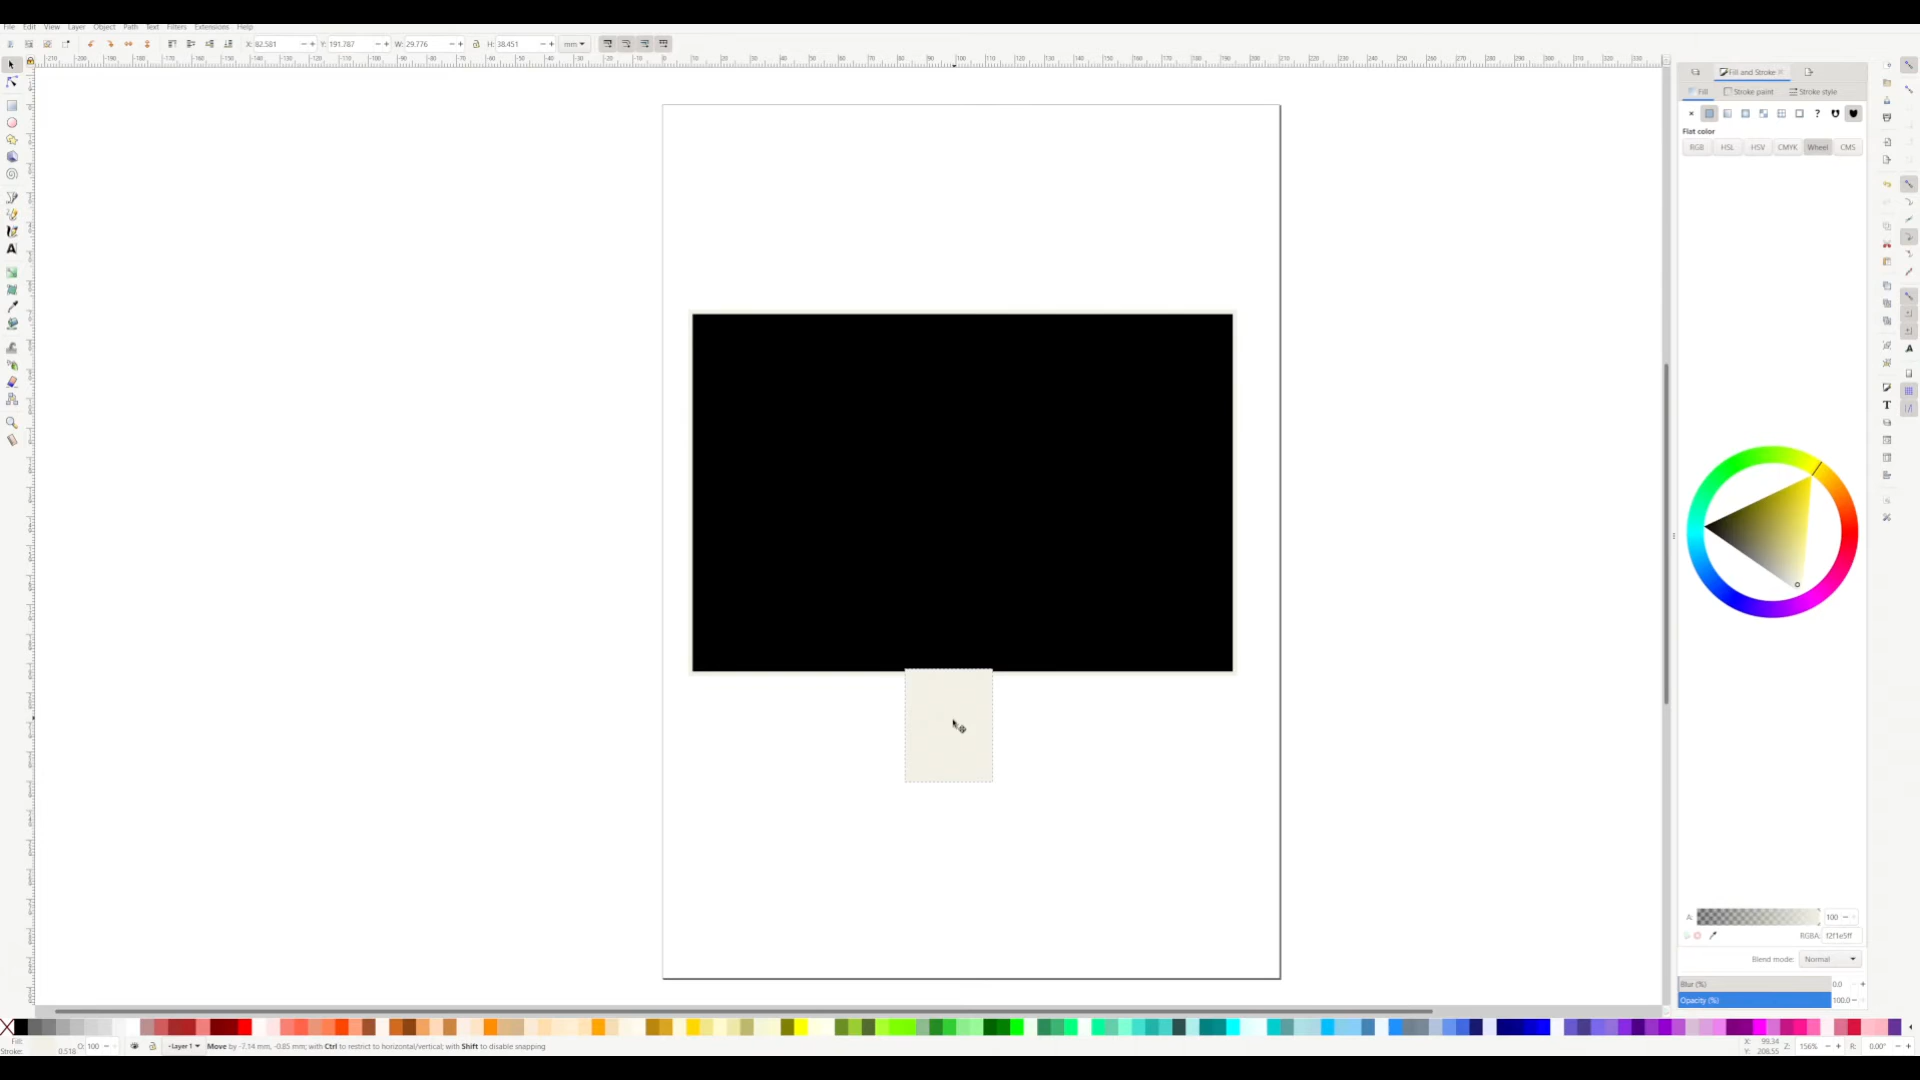 File Edit View Layer Object Path Text Filters Extensions Help
X: 82.581 Y: 191.787 W: 29.776 H: 38.451 mm
Fill and Stroke
Fill Stroke paint Stroke style
Flat color
RGB HSL HSV CMYK Wheel CMS
A: 100
RGBA: f2f1e5ff
Blend mode: Normal
Blur (%) 0.0
Opacity (%) 100.0
Fill:
Stroke: 0.518 O: 100 Layer 1 Move by -7.14 mm, -0.85 mm; with Ctrl to restrict to horizontal/vertical; with Shift to disable snapping
X: 99.34
Y: 208.55 Z: 156% R: 0.00°